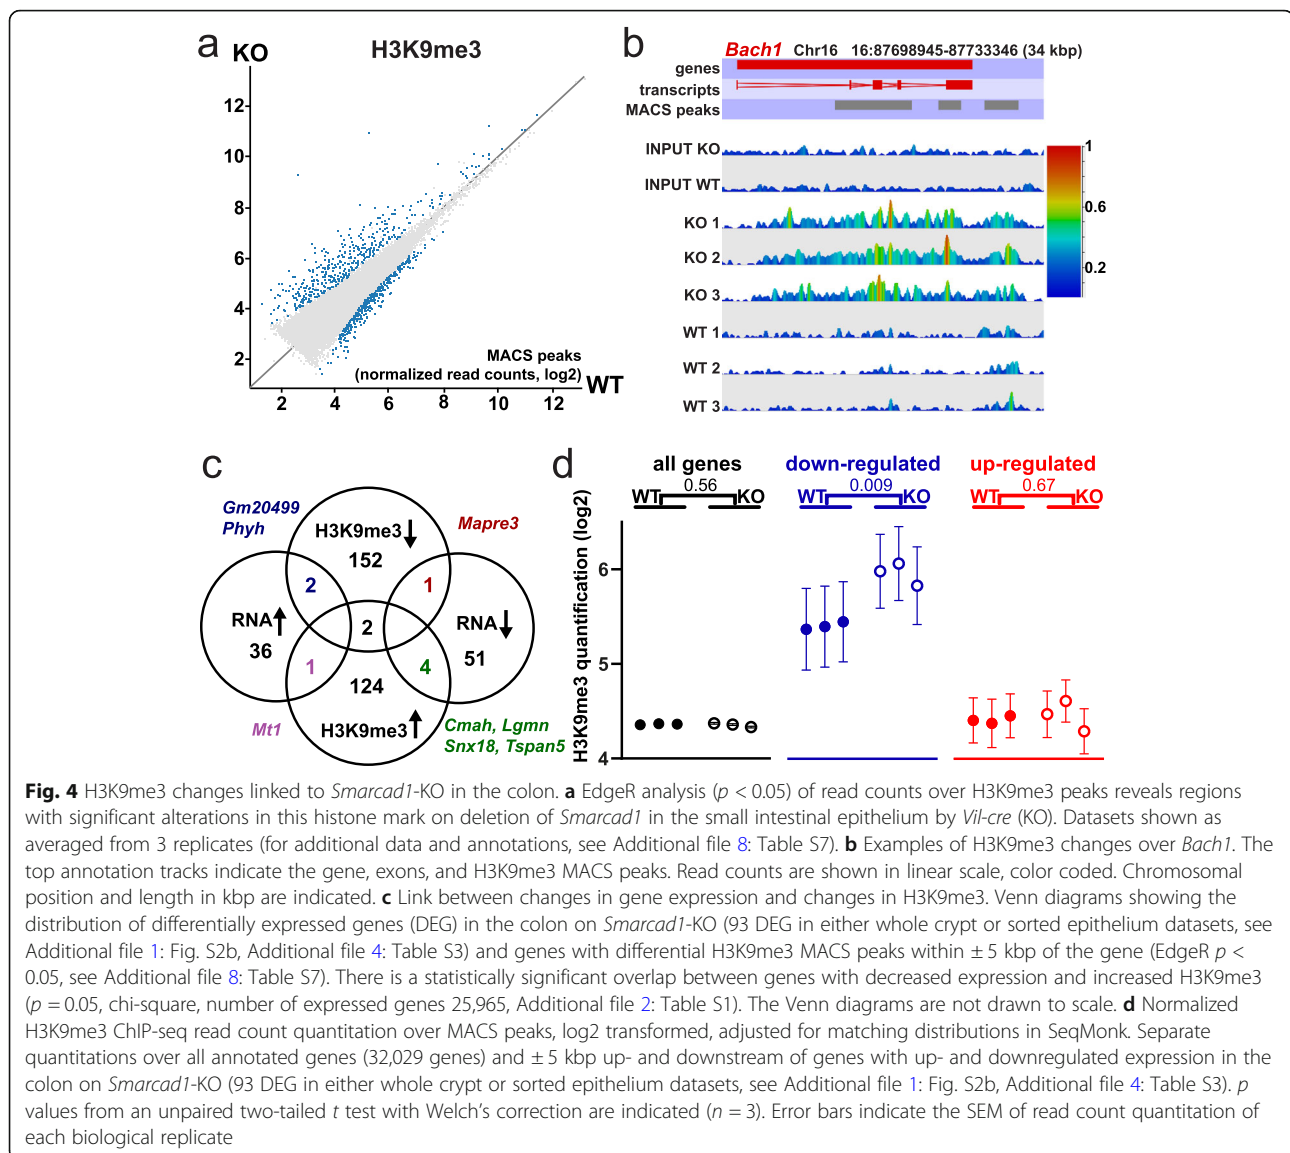 a
KO
H3K9me3
12
10
8
6
4
2
MACS peaks
(normalized read counts, log2)
WT
2 4 6 8 10 12
b
Bach1 Chr16 16:87698945-87733346 (34 kbp)
genes
transcripts
MACS peaks
INPUT KO
INPUT WT
KO 1
KO 2
KO 3
WT 1
WT 2
WT 3
1
0.6
0.2
c
Gm20499
Phyh
H3K9me3
152
Mapre3
2
1
RNA
36
2
RNA
51
1
4
124
Mt1
H3K9me3
Cmah, Lgmn
Snx18, Tspan5
d
all genes
0.56
WT KO
down-regulated
0.009
WT KO
up-regulated
0.67
WT KO
H3K9me3 quantification (log2)
6
5
4
Fig. 4 H3K9me3 changes linked to Smarcad1-KO in the colon. a EdgeR analysis (p < 0.05) of read counts over H3K9me3 peaks reveals regions
with significant alterations in this histone mark on deletion of Smarcad1 in the small intestinal epithelium by Vil-cre (KO). Datasets shown as
averaged from 3 replicates (for additional data and annotations, see Additional file 8: Table S7). b Examples of H3K9me3 changes over Bach1. The
top annotation tracks indicate the gene, exons, and H3K9me3 MACS peaks. Read counts are shown in linear scale, color coded. Chromosomal
position and length in kbp are indicated. c Link between changes in gene expression and changes in H3K9me3. Venn diagrams showing the
distribution of differentially expressed genes (DEG) in the colon on Smarcad1-KO (93 DEG in either whole crypt or sorted epithelium datasets, see
Additional file 1: Fig. S2b, Additional file 4: Table S3) and genes with differential H3K9me3 MACS peaks within ± 5 kbp of the gene (EdgeR p <
0.05, see Additional file 8: Table S7). There is a statistically significant overlap between genes with decreased expression and increased H3K9me3
(p = 0.05, chi-square, number of expressed genes 25,965, Additional file 2: Table S1). The Venn diagrams are not drawn to scale. d Normalized
H3K9me3 ChIP-seq read count quantitation over MACS peaks, log2 transformed, adjusted for matching distributions in SeqMonk. Separate
quantitations over all annotated genes (32,029 genes) and ± 5 kbp up- and downstream of genes with up- and downregulated expression in the
colon on Smarcad1-KO (93 DEG in either whole crypt or sorted epithelium datasets, see Additional file 1: Fig. S2b, Additional file 4: Table S3). p
values from an unpaired two-tailed t test with Welch's correction are indicated (n = 3). Error bars indicate the SEM of read count quantitation of
each biological replicate